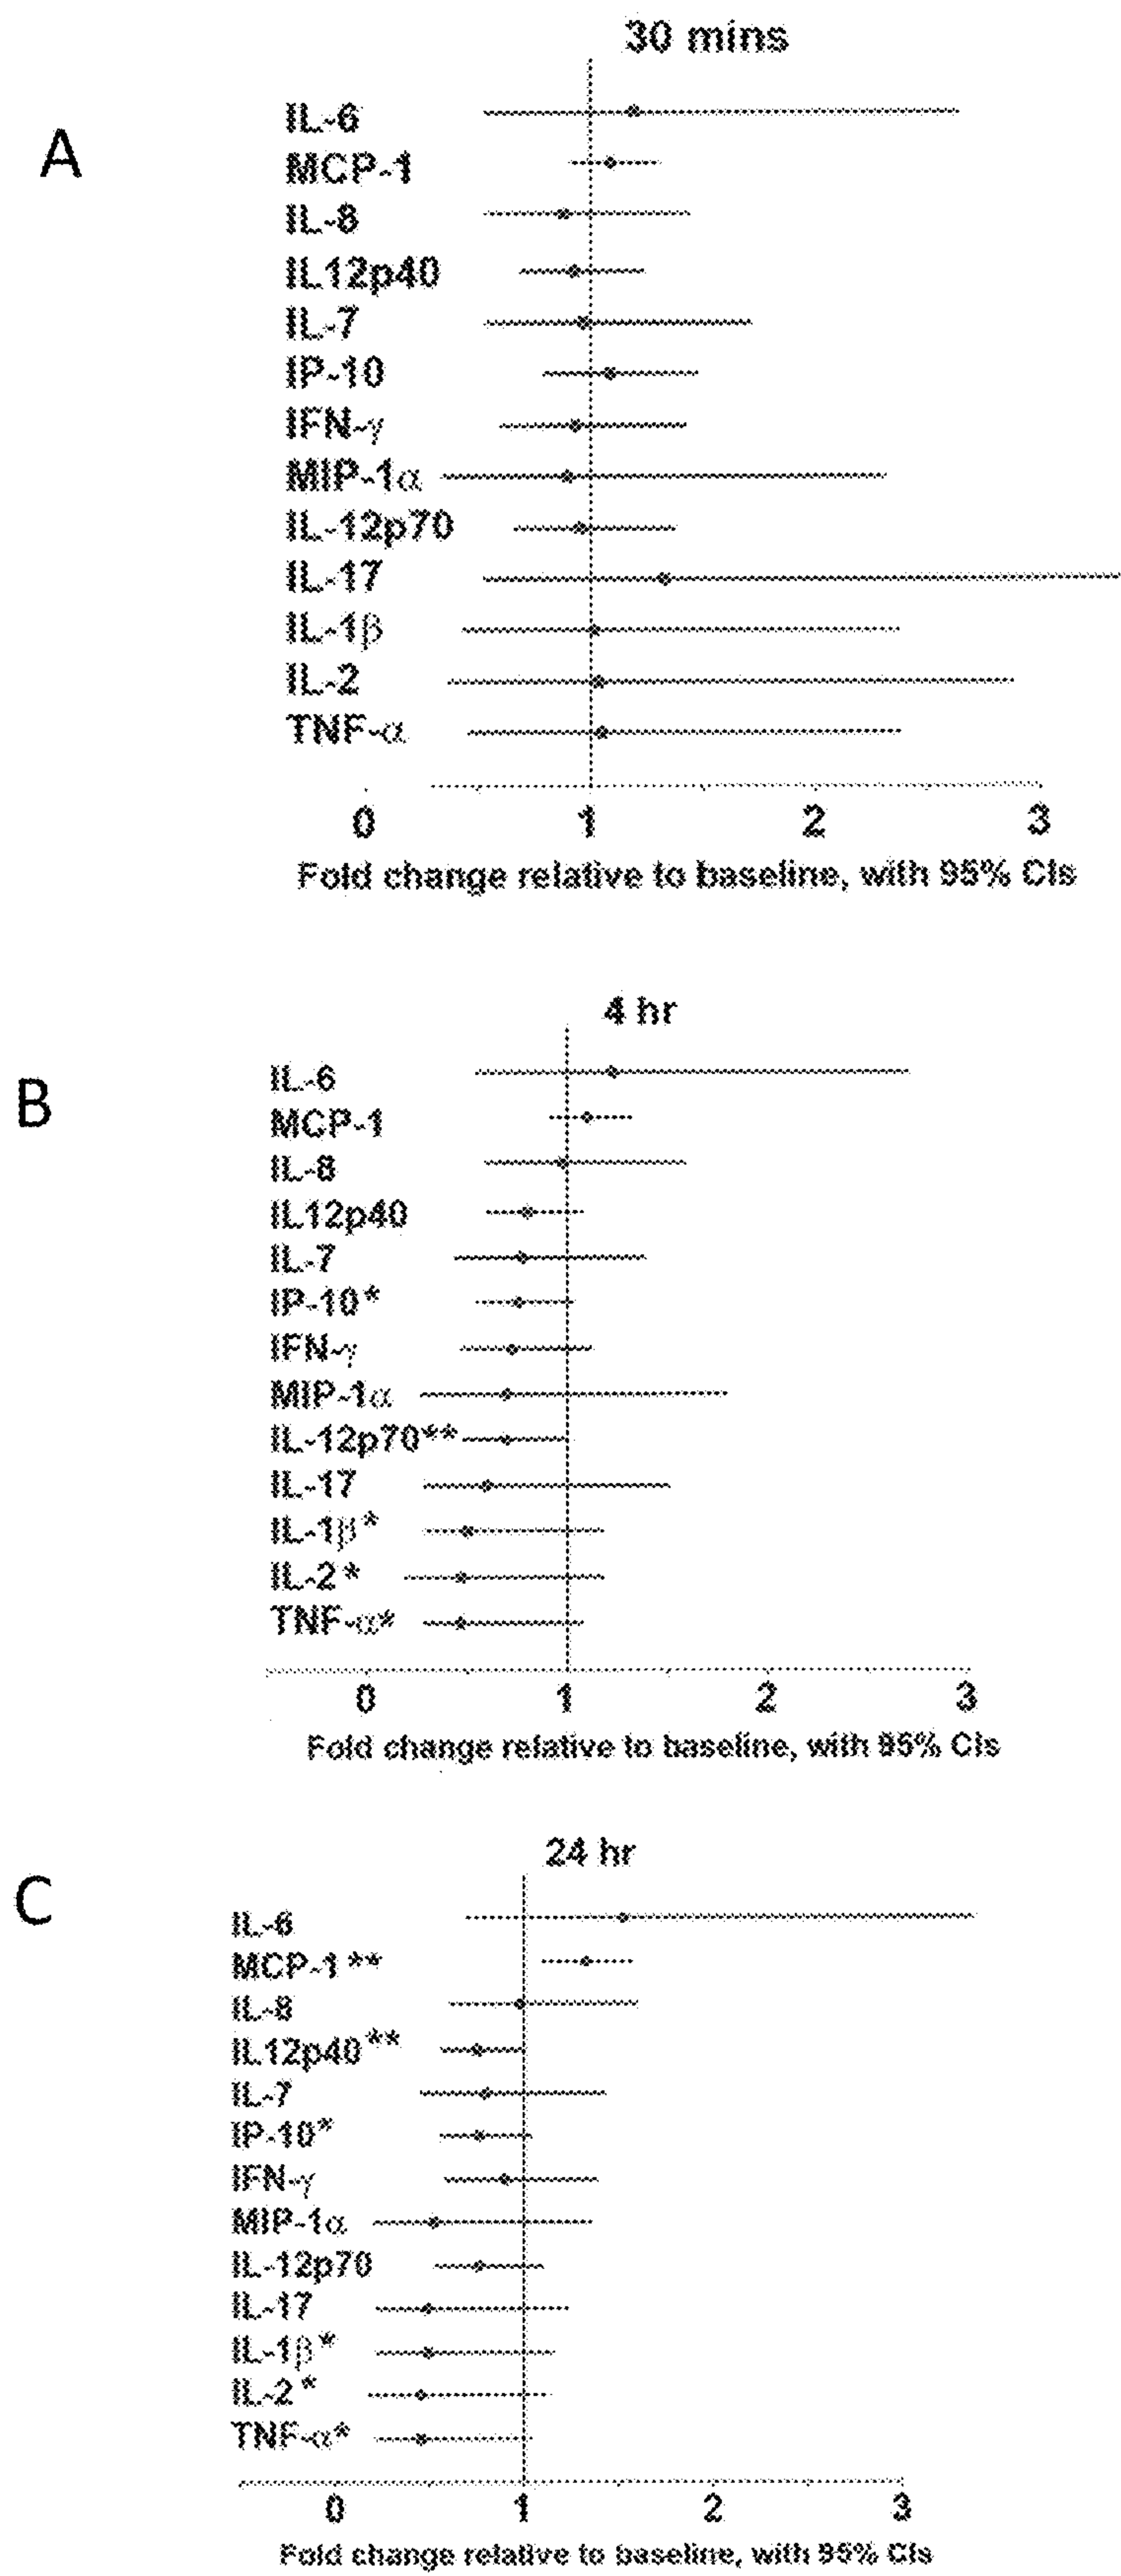 30 mins
A
IL-6
MCP-1
IL-8
IL12p40
IL-7
IP-10
IFN-γ
MIP-1α
IL-12p70
IL-17
IL-1β
IL-2
TNF-α
0 1 2 3
Fold change relative to baseline, with 95% CIs
4 hr
B
IL-6
MCP-1
IL-8
IL12p40
IL-7
IP-10*
IFN-γ
MIP-1α
IL-12p70**
IL-17
IL-1β*
IL-2*
TNF-α*
0 1 2 3
Fold change relative to baseline, with 95% CIs
24 hr
C
IL-6
MCP-1**
IL-8
IL12p40**
IL-7
IP-10*
IFN-γ
MIP-1α
IL-12p70
IL-17
IL-1β*
IL-2*
TNF-α*
0 1 2 3
Fold change relative to baseline, with 95% CIs